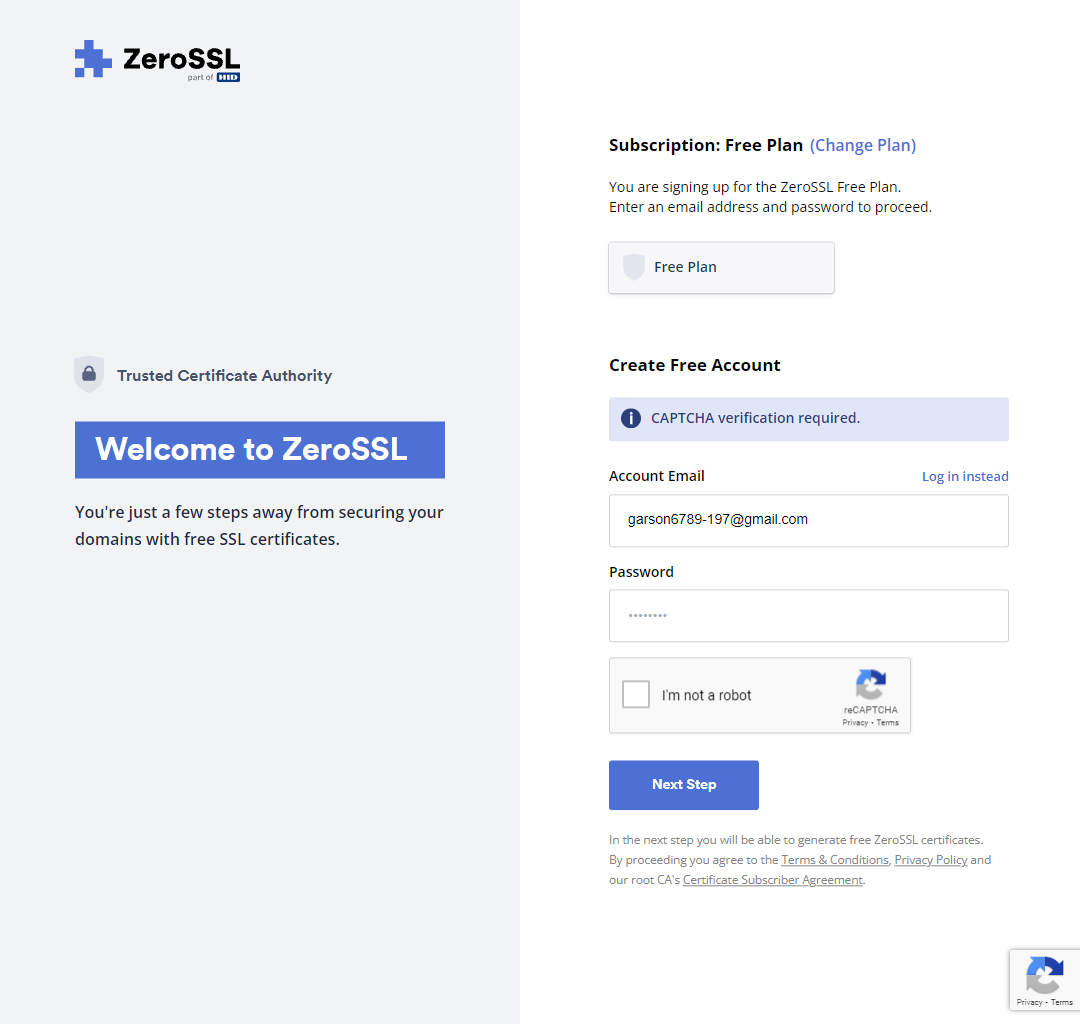 ZeroSSL
part of HID
Trusted Certificate Authority
Welcome to ZeroSSL
You're just a few steps away from securing your
domains with free SSL certificates.
Subscription: Free Plan (Change Plan)
You are signing up for the ZeroSSL Free Plan.
Enter an email address and password to proceed.
Free Plan
Create Free Account
CAPTCHA verification required.
Account Email Log in instead
garson6789-197@gmail.com
Password
••••••••
I'm not a robot
reCAPTCHA
Privacy - Terms
Next Step
In the next step you will be able to generate free ZeroSSL certificates.
By proceeding you agree to the Terms & Conditions, Privacy Policy and
our root CA's Certificate Subscriber Agreement.
Privacy - Terms